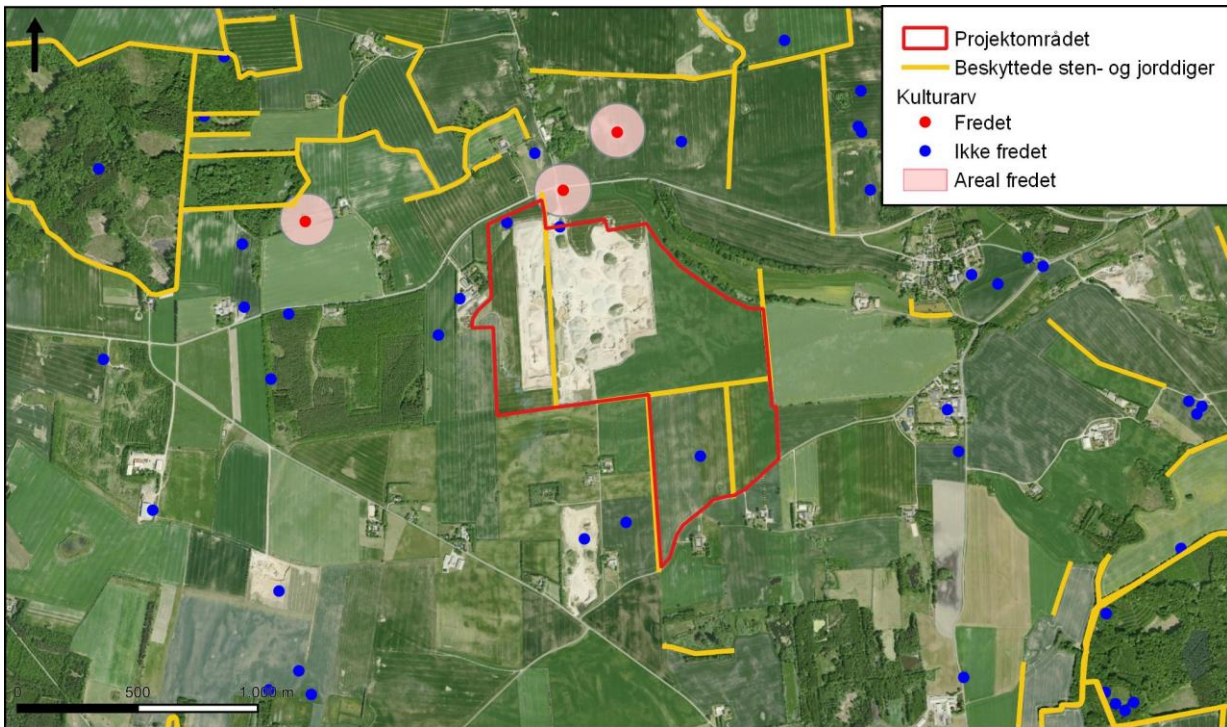 Projektområdet
Beskyttede sten- og jorddiger
Kulturarv
Fredet
Ikke fredet
Areal fredet
0 500 1.000 m